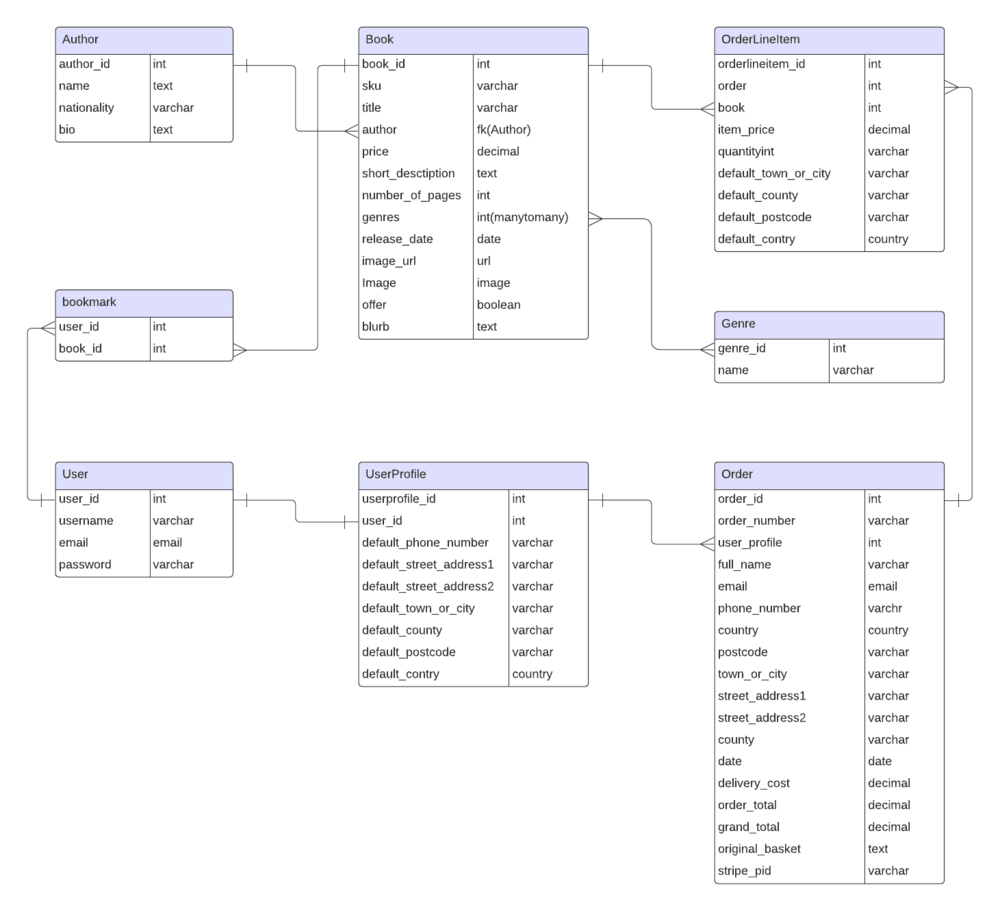 Author
author_id int
name text
nationality varchar
bio text
Book
book_id int
sku varchar
title varchar
author fk(Author)
price decimal
short_desctiption text
number_of_pages int
genres int(manytomany)
release_date date
image_url url
Image image
offer boolean
blurb text
OrderLineItem
orderlineitem_id int
order int
book int
item_price decimal
quantityint varchar
default_town_or_city varchar
default_county varchar
default_postcode varchar
default_contry country
bookmark
user_id int
book_id int
Genre
genre_id int
name varchar
User
user_id int
username varchar
email email
password varchar
UserProfile
userprofile_id int
user_id int
default_phone_number varchar
default_street_address1 varchar
default_street_address2 varchar
default_town_or_city varchar
default_county varchar
default_postcode varchar
default_contry country
Order
order_id int
order_number varchar
user_profile int
full_name varchar
email email
phone_number varchr
country country
postcode varchar
town_or_city varchar
street_address1 varchar
street_address2 varchar
county varchar
date date
delivery_cost decimal
order_total decimal
grand_total decimal
original_basket text
stripe_pid varchar